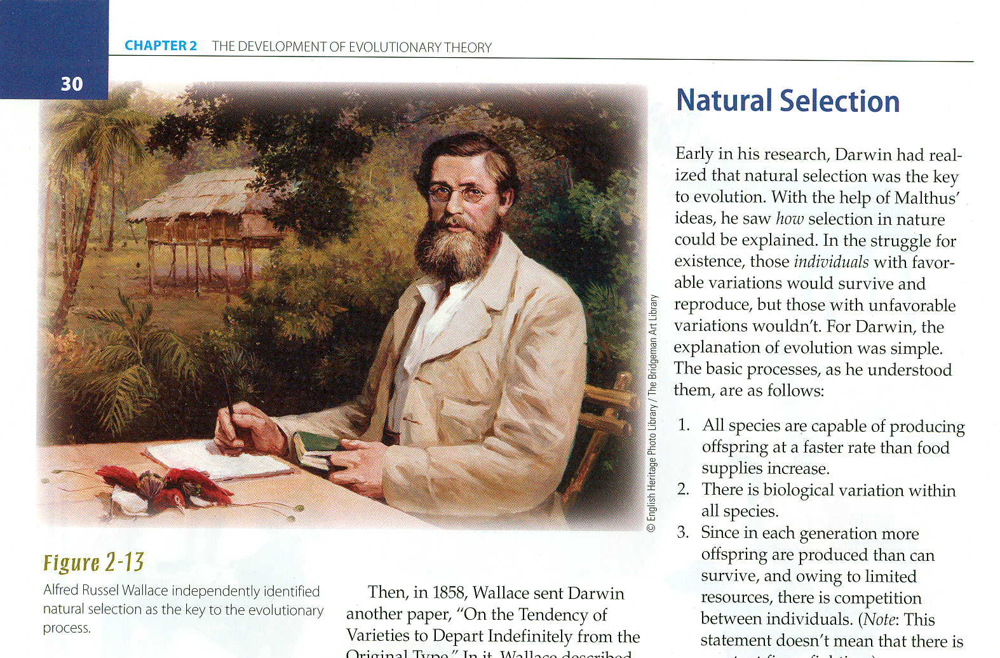 CHAPTER 2 THE DEVELOPMENT OF EVOLUTIONARY THEORY
30
© English Heritage Photo Library / The Bridgeman Art Library
Figure 2-13
Alfred Russel Wallace independently identified
natural selection as the key to the evolutionary
process.
Then, in 1858, Wallace sent Darwin
another paper, “On the Tendency of
Varieties to Depart Indefinitely from the
Original Type.” In it, Wallace described
Natural Selection
Early in his research, Darwin had real-
ized that natural selection was the key
to evolution. With the help of Malthus’
ideas, he saw how selection in nature
could be explained. In the struggle for
existence, those individuals with favor-
able variations would survive and
reproduce, but those with unfavorable
variations wouldn’t. For Darwin, the
explanation of evolution was simple.
The basic processes, as he understood
them, are as follows:
1. All species are capable of producing
offspring at a faster rate than food
supplies increase.
2. There is biological variation within
all species.
3. Since in each generation more
offspring are produced than can
survive, and owing to limited
resources, there is competition
between individuals. (Note: This
statement doesn’t mean that there is